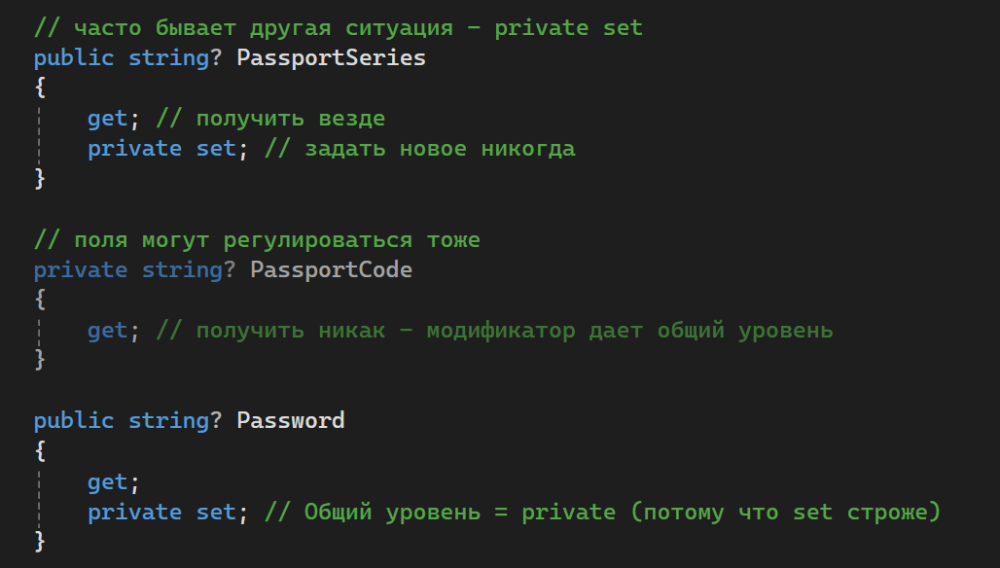 // часто бывает другая ситуация – private set
public string? PassportSeries
{
get; // получить везде
private set; // задать новое никогда
}
// поля могут регулироваться тоже
private string? PassportCode
{
get; // получить никак – модификатор дает общий уровень
}
public string? Password
{
get;
private set; // Общий уровень = private (потому что set строже)
}